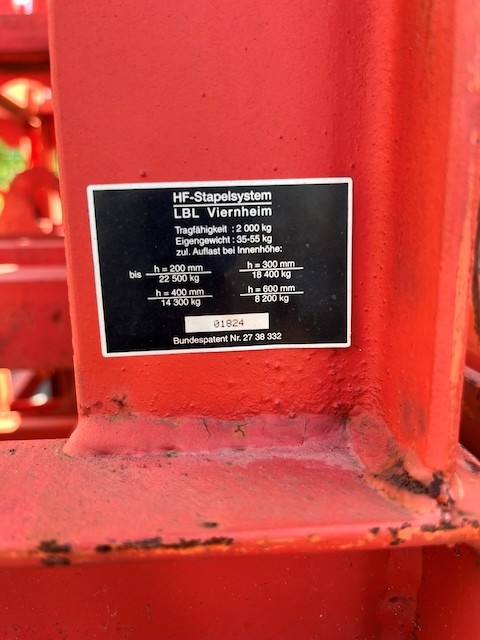 HF-Stapelsystem
LBL Viernheim
Tragfähigkeit : 2 000 kg
Eigengewicht : 35-55 kg
zul. Auflast bei Innenhöhe:
bis h = 200 mm h = 300 mm
22 500 kg 18 400 kg
h = 400 mm h = 600 mm
14 300 kg 8 200 kg
01824
Bundespatent Nr. 27 38 332